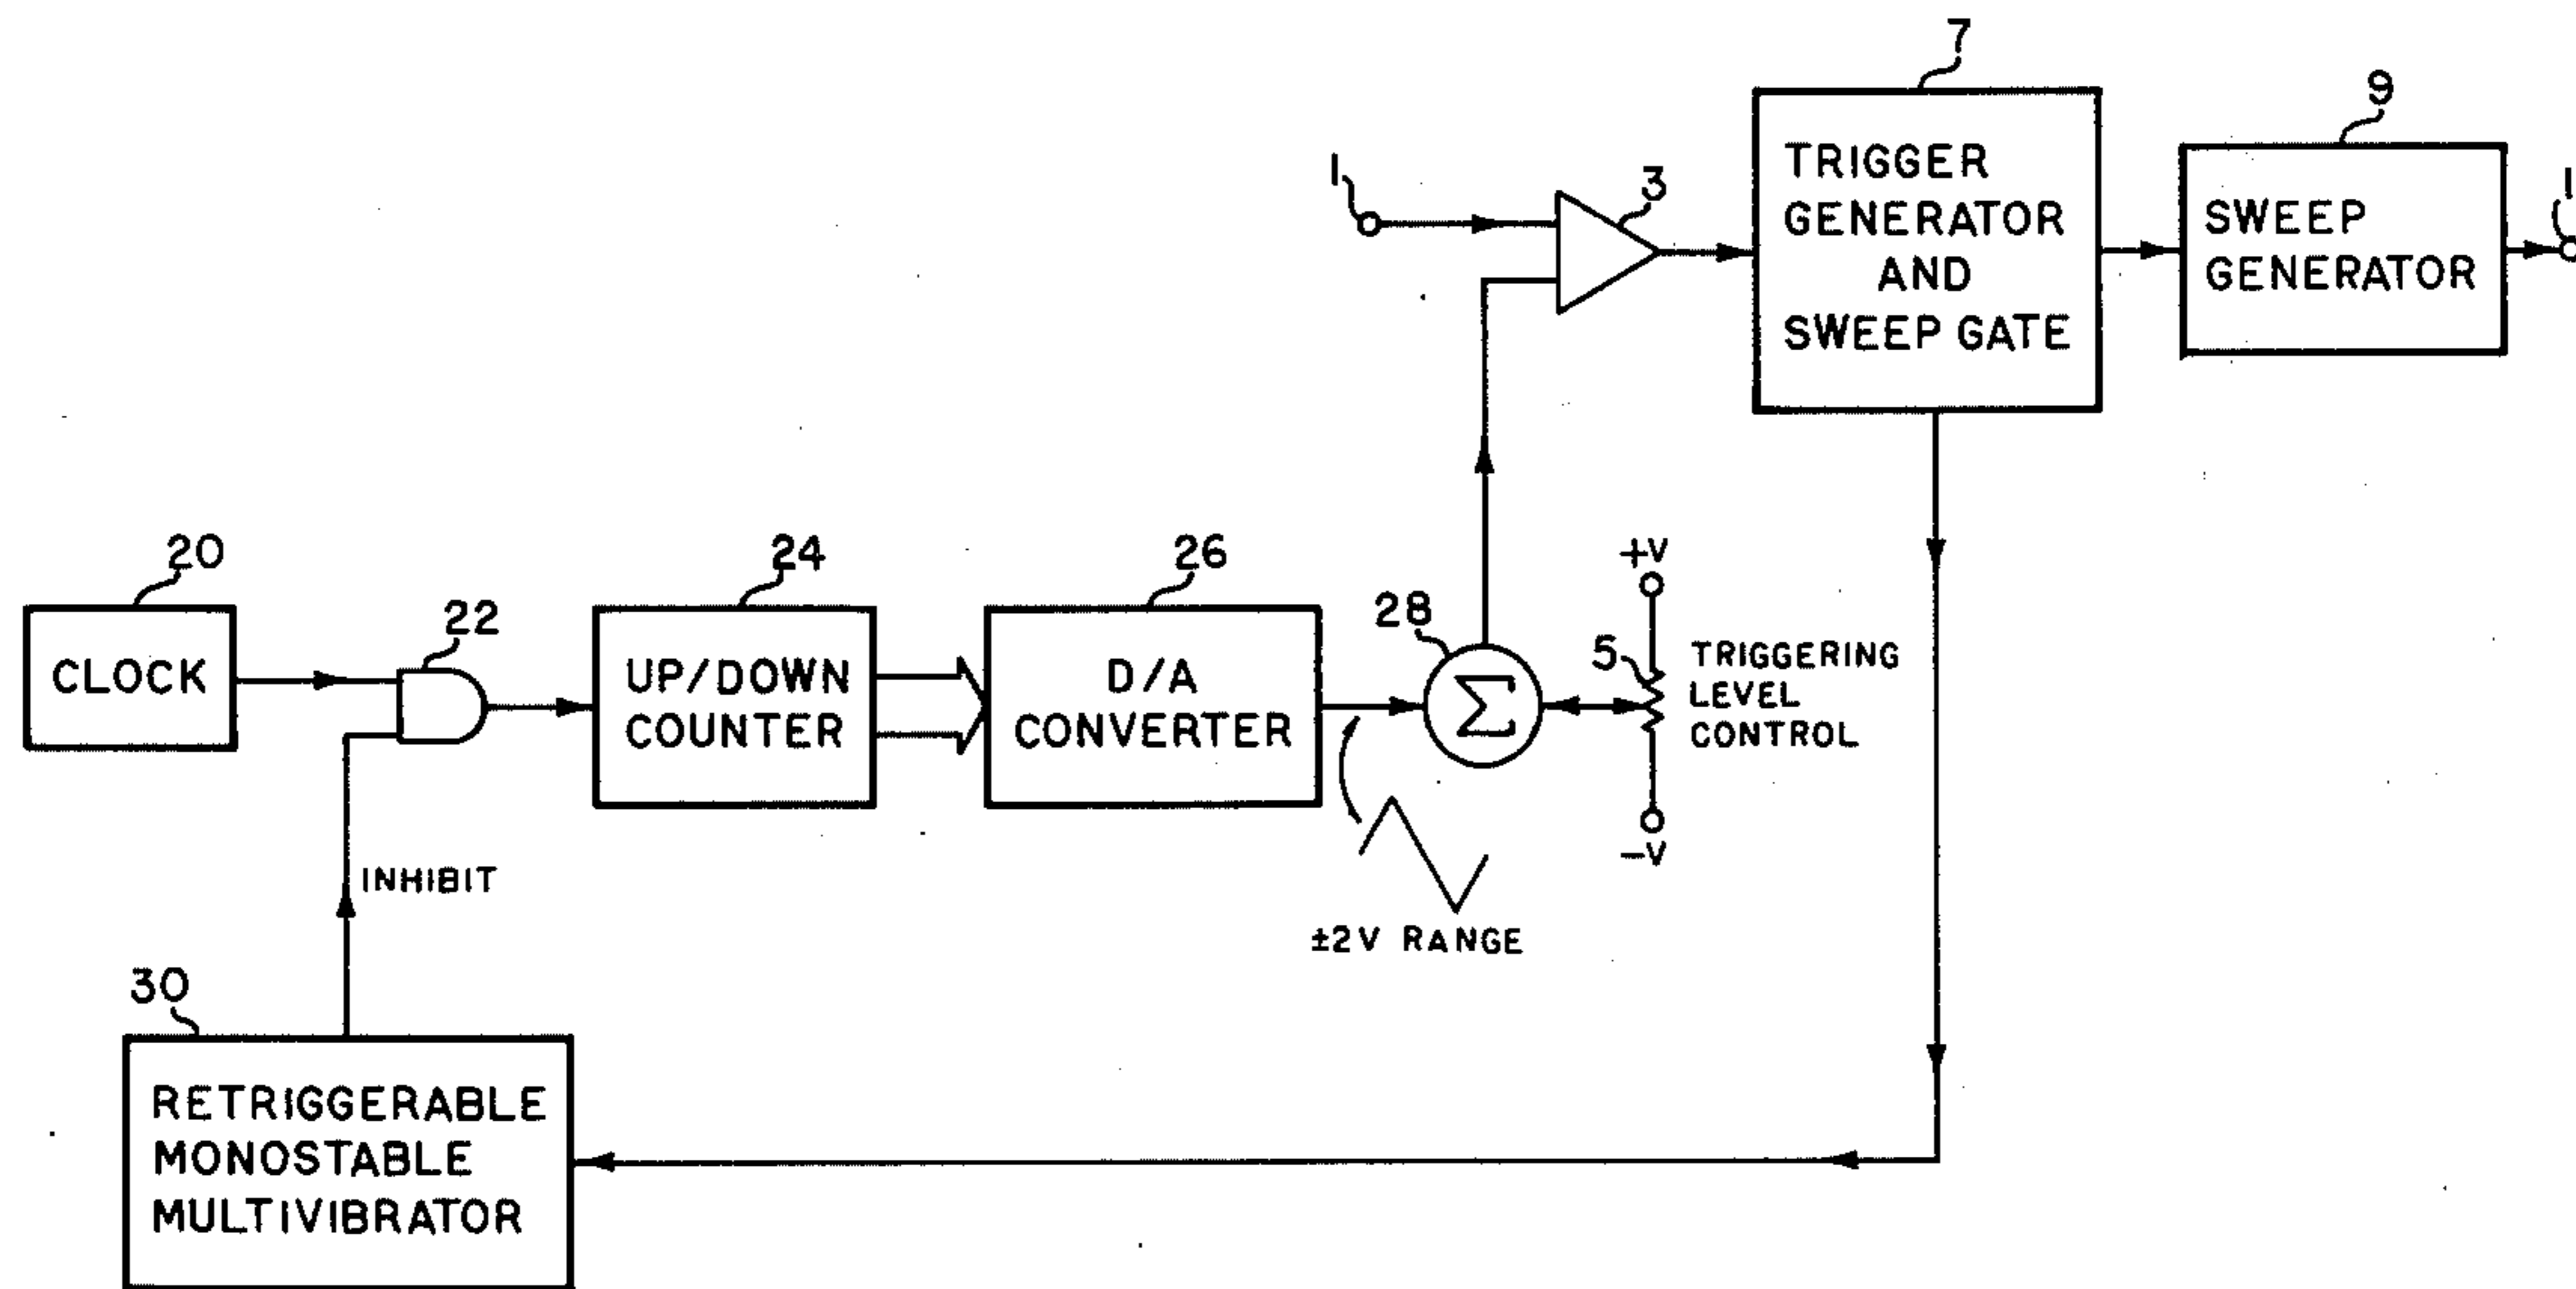 7
9
1
3
TRIGGER
GENERATOR
AND
SWEEP GATE
SWEEP
GENERATOR
1
20
22
24
26
28
5
+V
CLOCK
UP/DOWN
COUNTER
D/A
CONVERTER
Σ
TRIGGERING
LEVEL
CONTROL
-V
INHIBIT
±2V RANGE
30
RETRIGGERABLE
MONOSTABLE
MULTIVIBRATOR